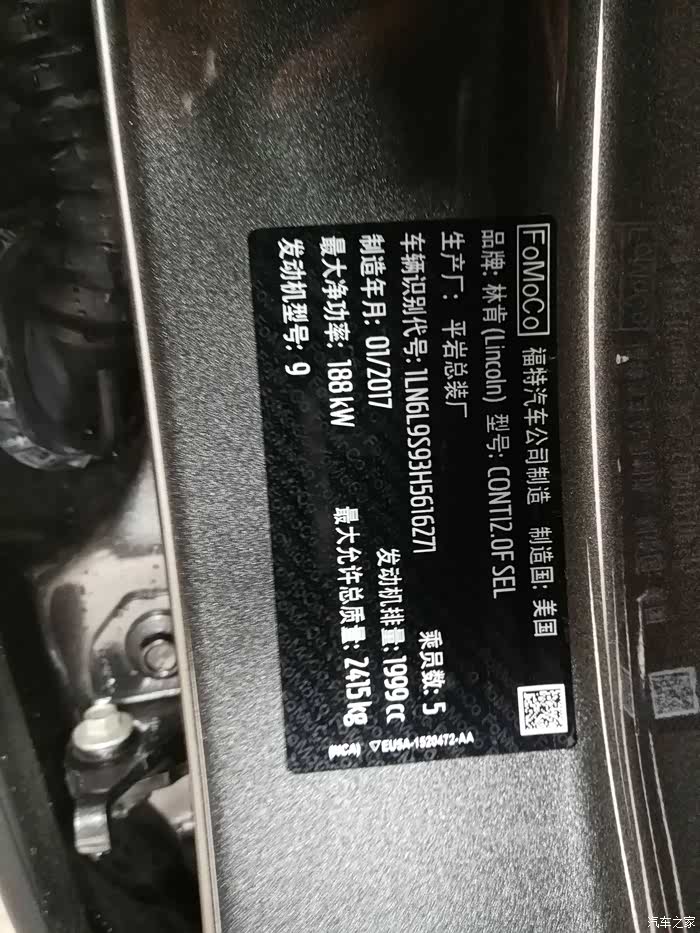 FoMoCo 福特汽车公司制造 制造国: 美国
品牌: 林肯(Lincoln) 型号: CONTI2.0F SEL
生产厂: 平岩总装厂
车辆识别代号: 1LN6L9S93H5616271 乘员数: 5
制造年月: 01/2017 发动机排量: 1999 cc
最大净功率: 188 kW 最大允许总质量: 2415 kg
发动机型号: 9
(NCA) ▽EU5A-1520472-AA
汽车之家